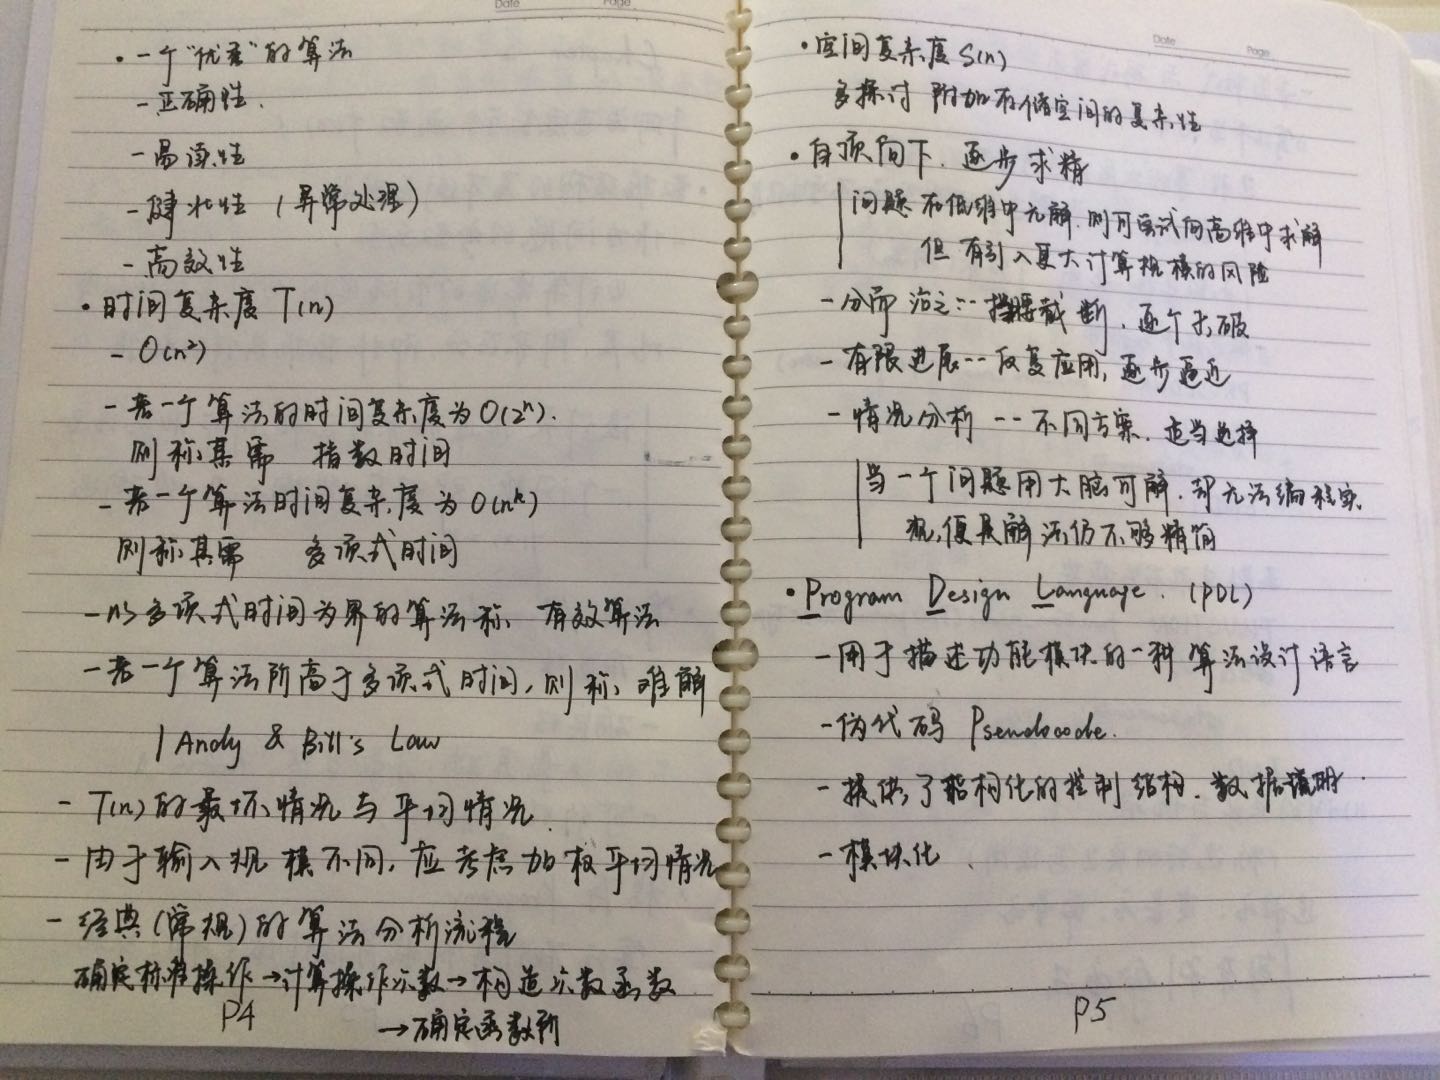 Date Page
• 一个“优秀”的算法
- 正确性.
- 易读性
- 健壮性 (异常处理)
- 高效性
• 时间复杂度 T(n)
- O(n²)
- 若一个算法的时间复杂度为O(2ⁿ).
则称其需 指数时间
- 若一个算法时间复杂度为O(nᵏ)
则称其需 多项式时间
- 以多项式时间为界的算法称 有效算法
- 若一个算法阶高于多项式时间, 则称 难解
| Andy & Bill's Law
- T(n)的最坏情况与平均情况.
- 由于输入规模不同, 应考虑加权平均情况
- 经典(常规)的算法分析流程
确定标准操作→计算操作次数→构造次数函数
→确定函数阶
P4
Date Page
• 空间复杂度 S(n)
多探讨 附加存储空间的复杂性
• 自顶向下. 逐步求精
问题在低维中无解. 则可尝试向高维中求解
但有引入更大计算规模的风险
- 分而治之… 拦腰截断, 逐个击破
- 有限进展… 反复应用, 逐步逼近
- 情况分析 … 不同方案. 适当选择
当一个问题用大脑可解. 却无法编程实
现, 便其解法仍不够精简
• Program Design Language. (PDL)
- 用于描述功能模块的一种算法设计语言
- 伪代码 Pseudocode.
- 提供了结构化的控制结构. 数据说明.
- 模块化
P5